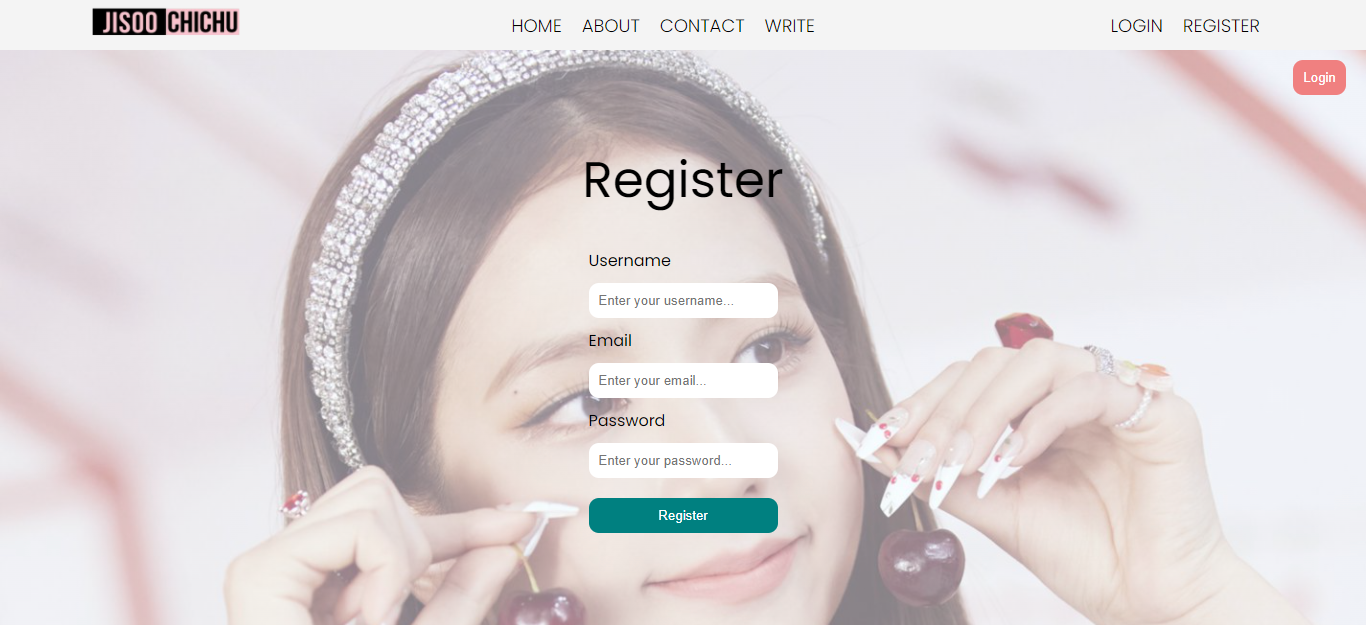 JISOO CHICHU
HOME ABOUT CONTACT WRITE
LOGIN REGISTER
Login
Register
Username
Enter your username...
Email
Enter your email...
Password
Enter your password...
Register